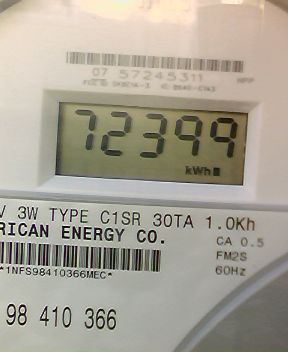 07 57245311
72399
kWh
V 3W TYPE C1SR 30TA 1.0Kh
RICAN ENERGY CO.
CA 0.5
FM2S
60Hz
*1NFS98410366MEC*
98 410 366